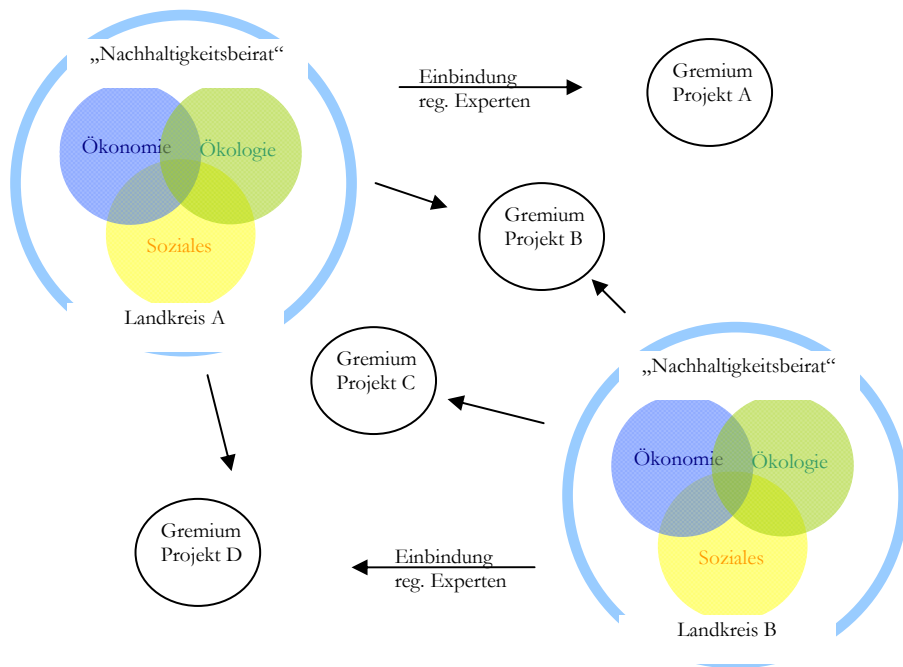 „Nachhaltigkeitsbeirat“
Ökonomie
Ökologie
Soziales
Landkreis A
Einbindung
reg. Experten
Gremium
Projekt A
Gremium
Projekt B
Gremium
Projekt C
„Nachhaltigkeitsbeirat“
Ökonomie
Ökologie
Soziales
Landkreis B
Gremium
Projekt D
Einbindung
reg. Experten